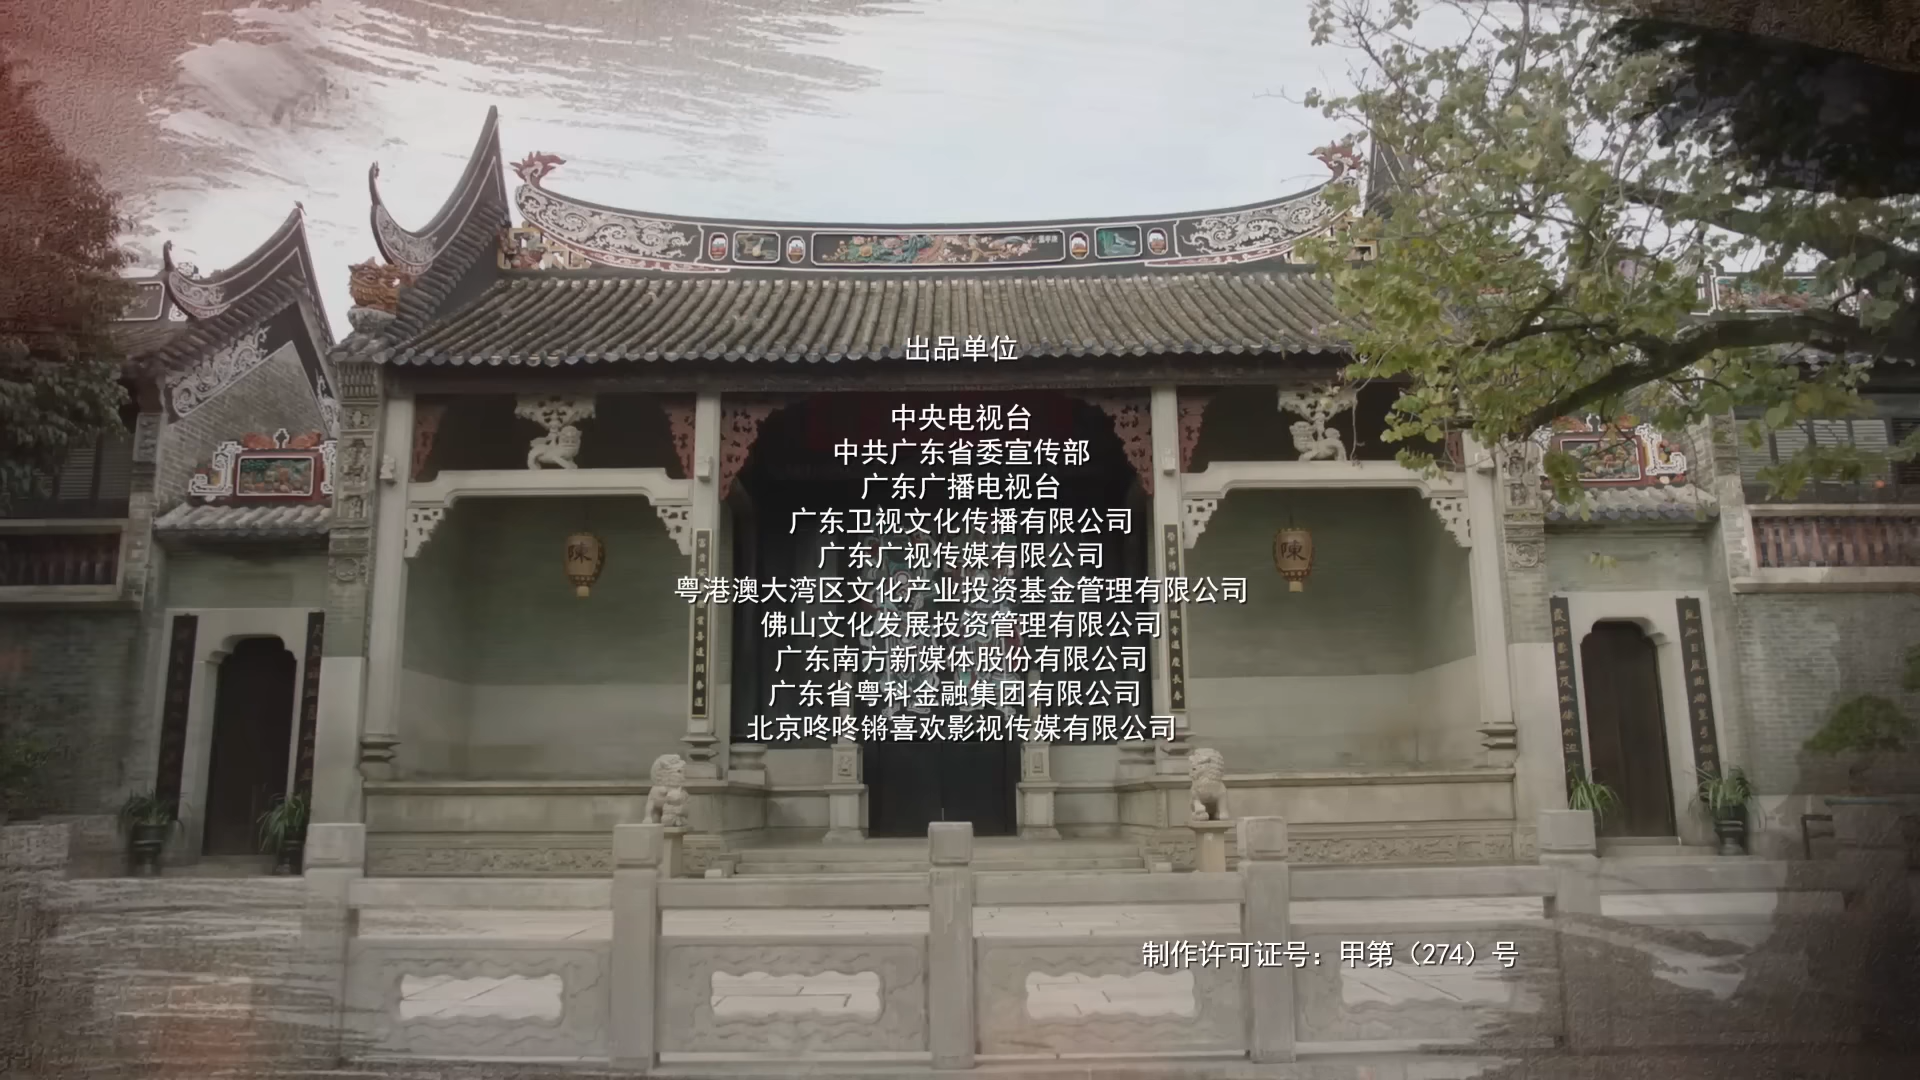 出品单位
中央电视台
中共广东省委宣传部
广东广播电视台
广东卫视文化传播有限公司
广东广视传媒有限公司
粤港澳大湾区文化产业投资基金管理有限公司
佛山文化发展投资管理有限公司
广东南方新媒体股份有限公司
广东省粤科金融集团有限公司
北京咚咚锵喜欢影视传媒有限公司
陳
陳
制作许可证号：甲第（274）号